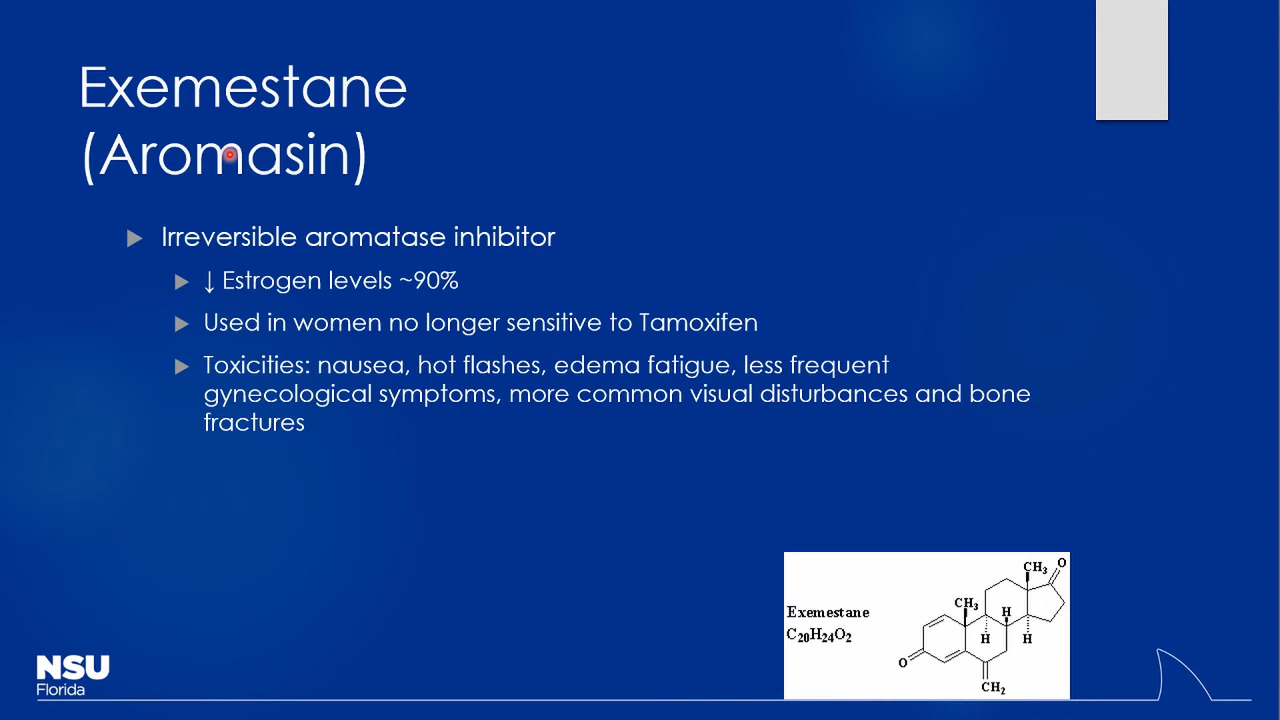 Exemestane
(Aromasin)
Irreversible aromatase inhibitor
↓ Estrogen levels ~90%
Used in women no longer sensitive to Tamoxifen
Toxicities: nausea, hot flashes, edema fatigue, less frequent
gynecological symptoms, more common visual disturbances and bone
fractures
Exemestane
C₂₀H₂₄O₂
CH₃
O
CH₃
H
H
H
O
CH₂
NSU
Florida